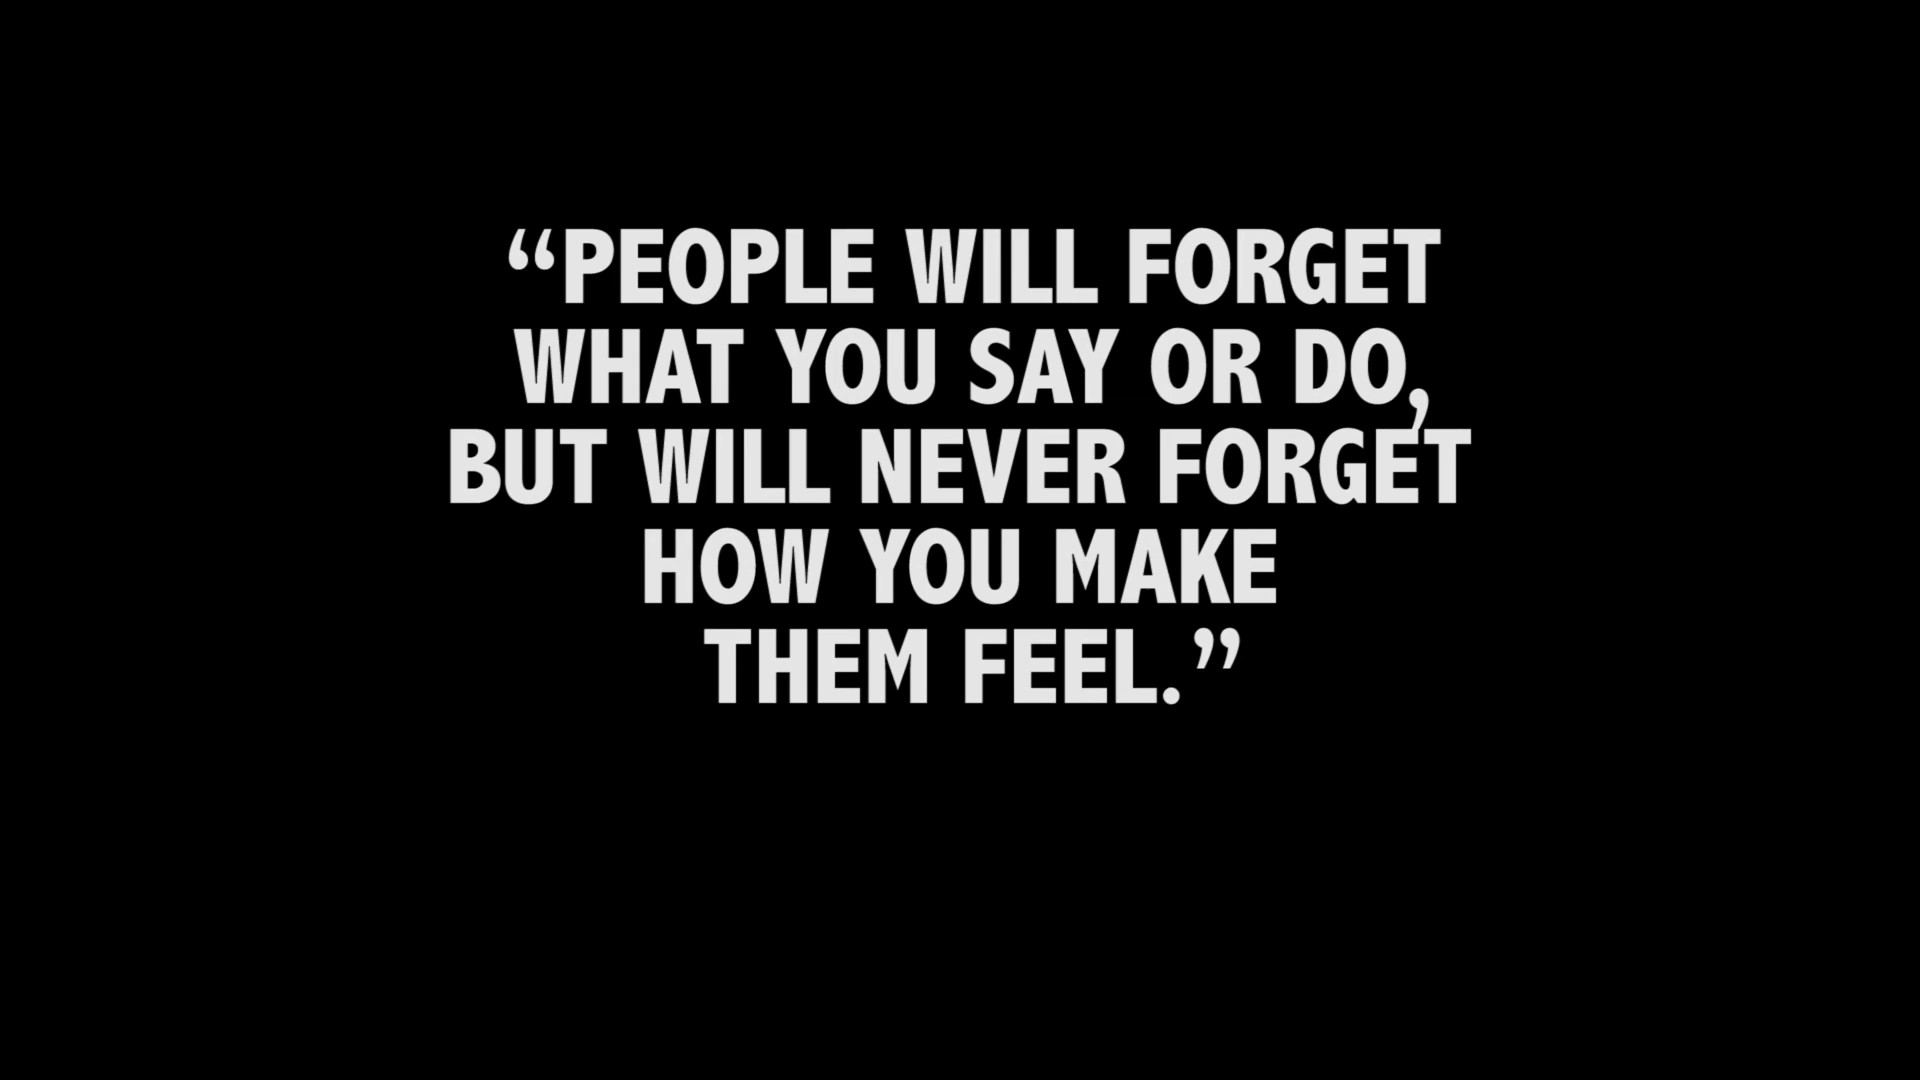 “PEOPLE WILL FORGET
WHAT YOU SAY OR DO,
BUT WILL NEVER FORGET
HOW YOU MAKE
THEM FEEL.”